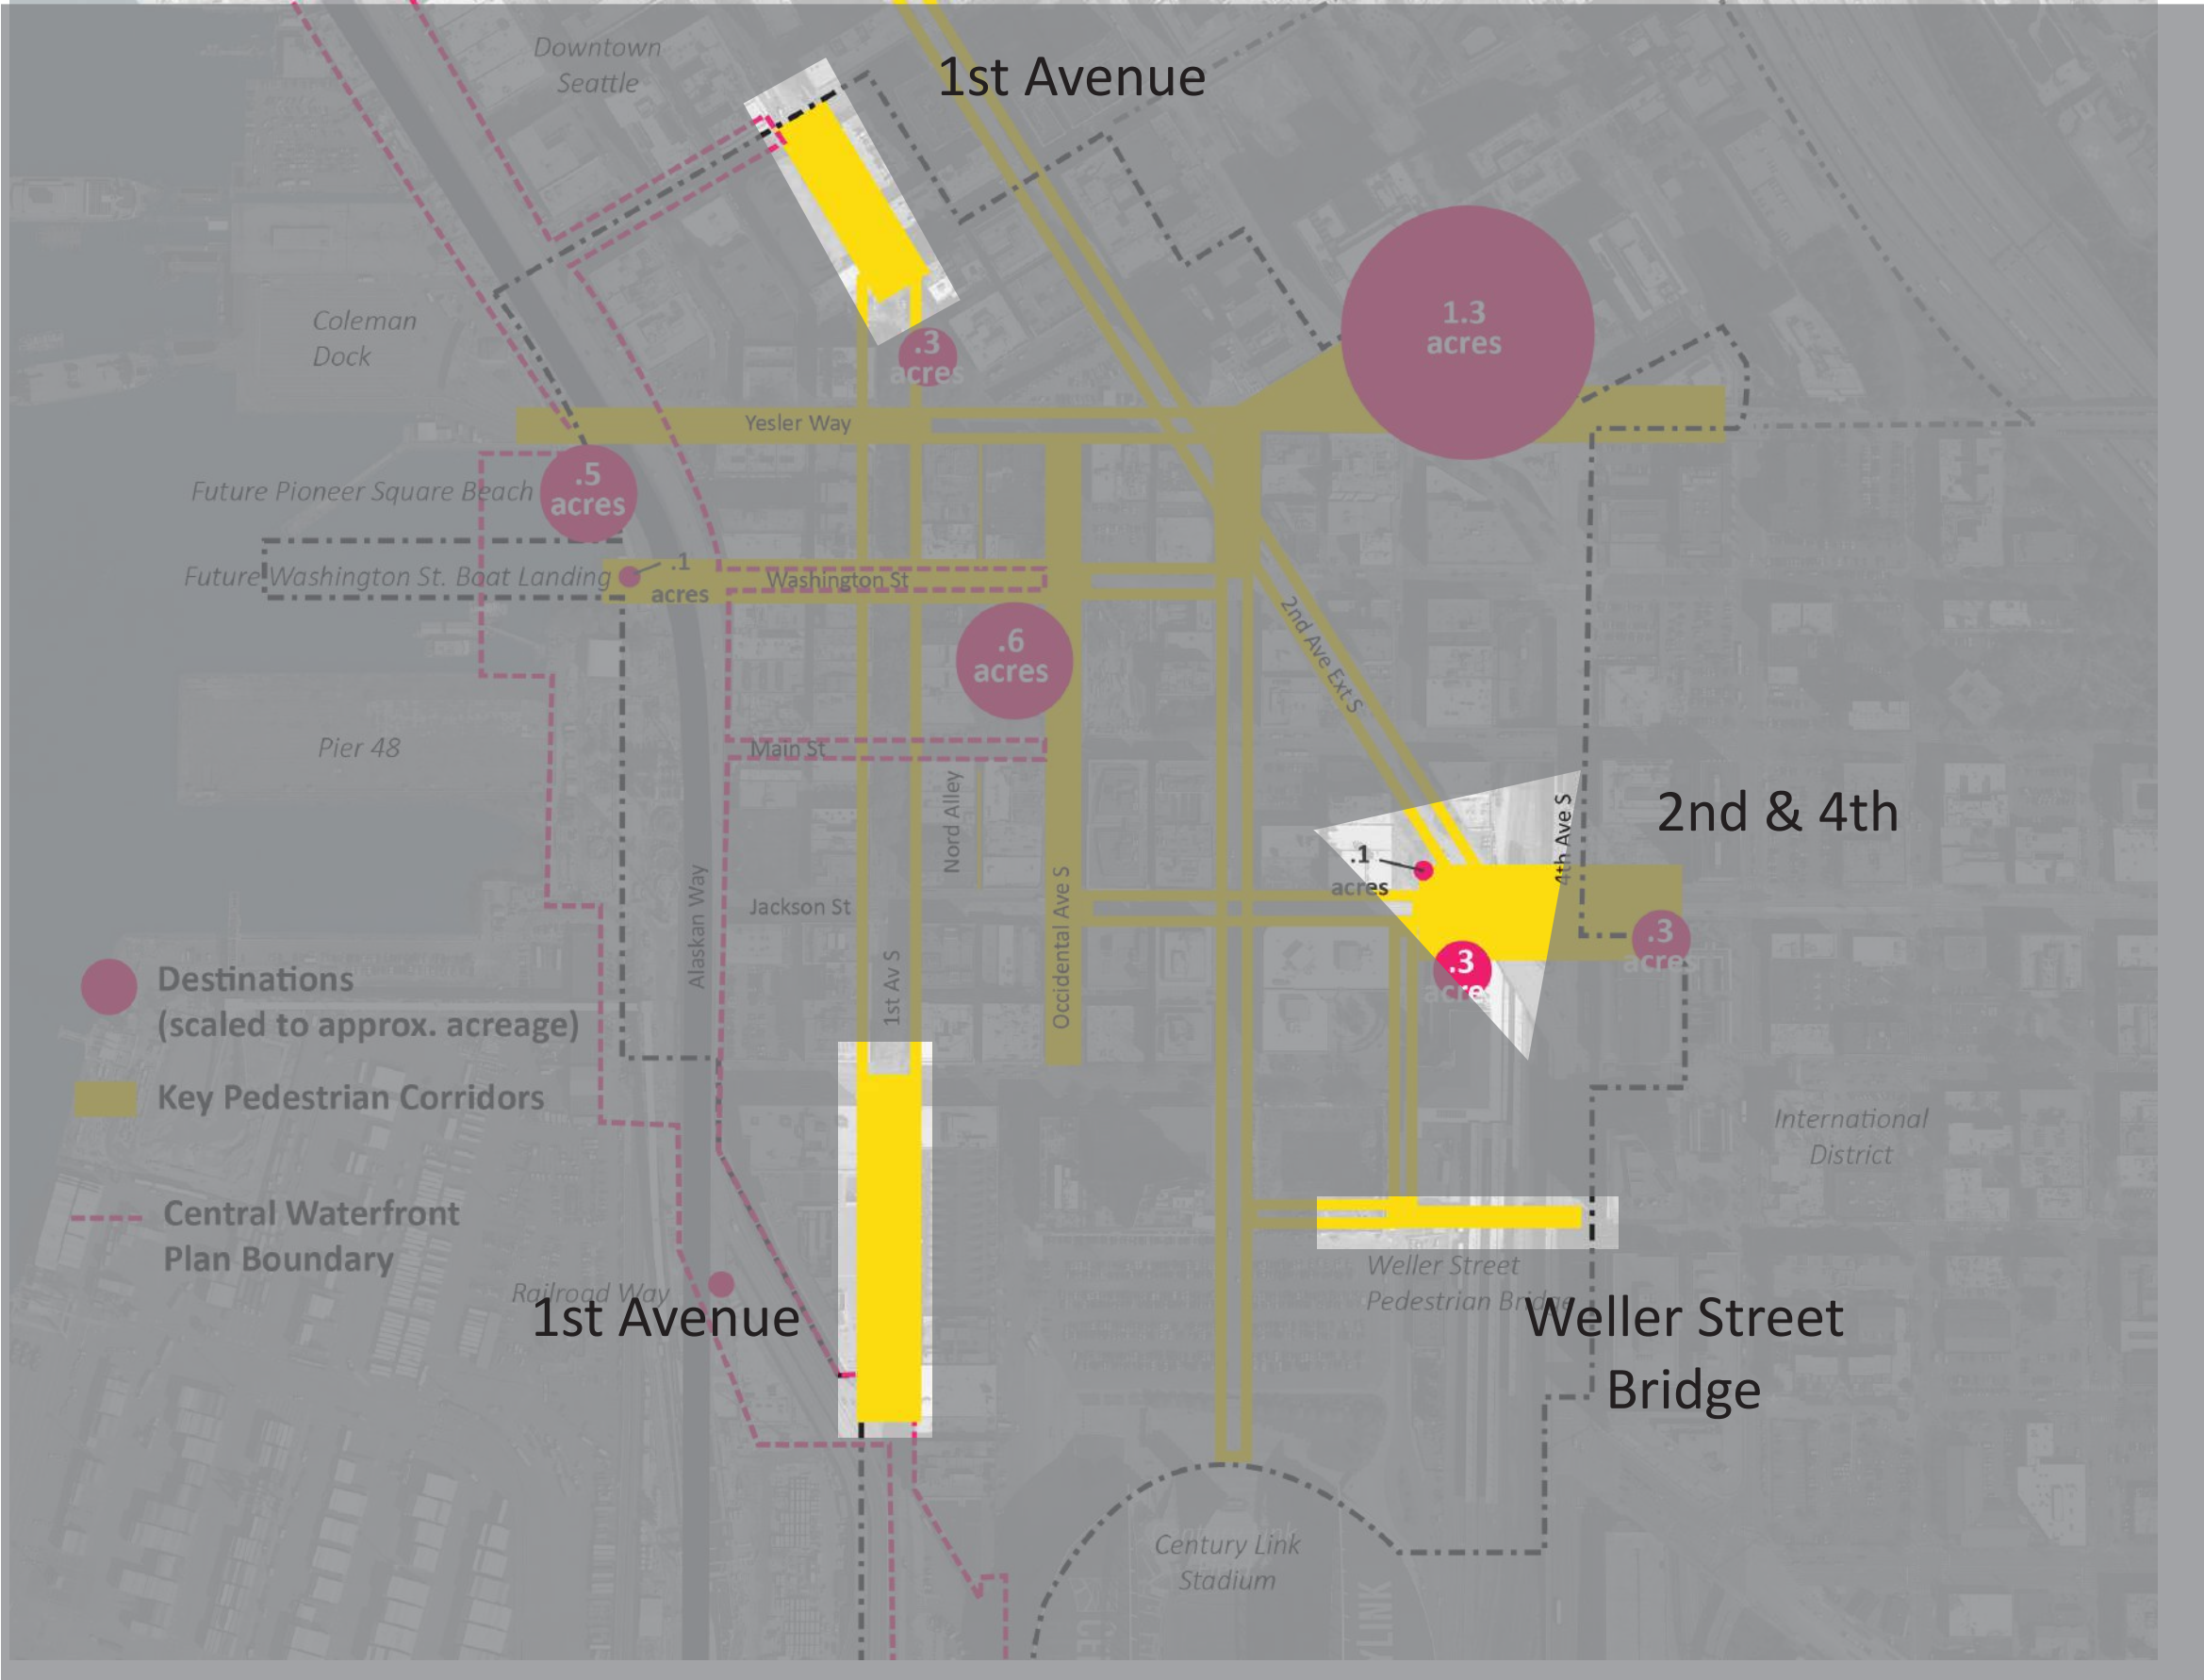 Downtown
Seattle
1st Avenue
Coleman
Dock
.3
acres
1.3
acres
Yesler Way
.5
acres
Future Pioneer Square Beach
Future Washington St. Boat Landing
.1
acres
Washington St
.6
acres
2nd Ave Ext S
Pier 48
Main St
Nord Alley
2nd & 4th
4th Ave S
.1
acres
Alaskan Way
Jackson St
1st Av S
Occidental Ave S
.3
acres
.3
acres
Destinations
(scaled to approx. acreage)
Key Pedestrian Corridors
International
District
Central Waterfront
Plan Boundary
Railroad Way
1st Avenue
Weller Street
Pedestrian Bridge
Weller Street
Bridge
Century Link
Stadium